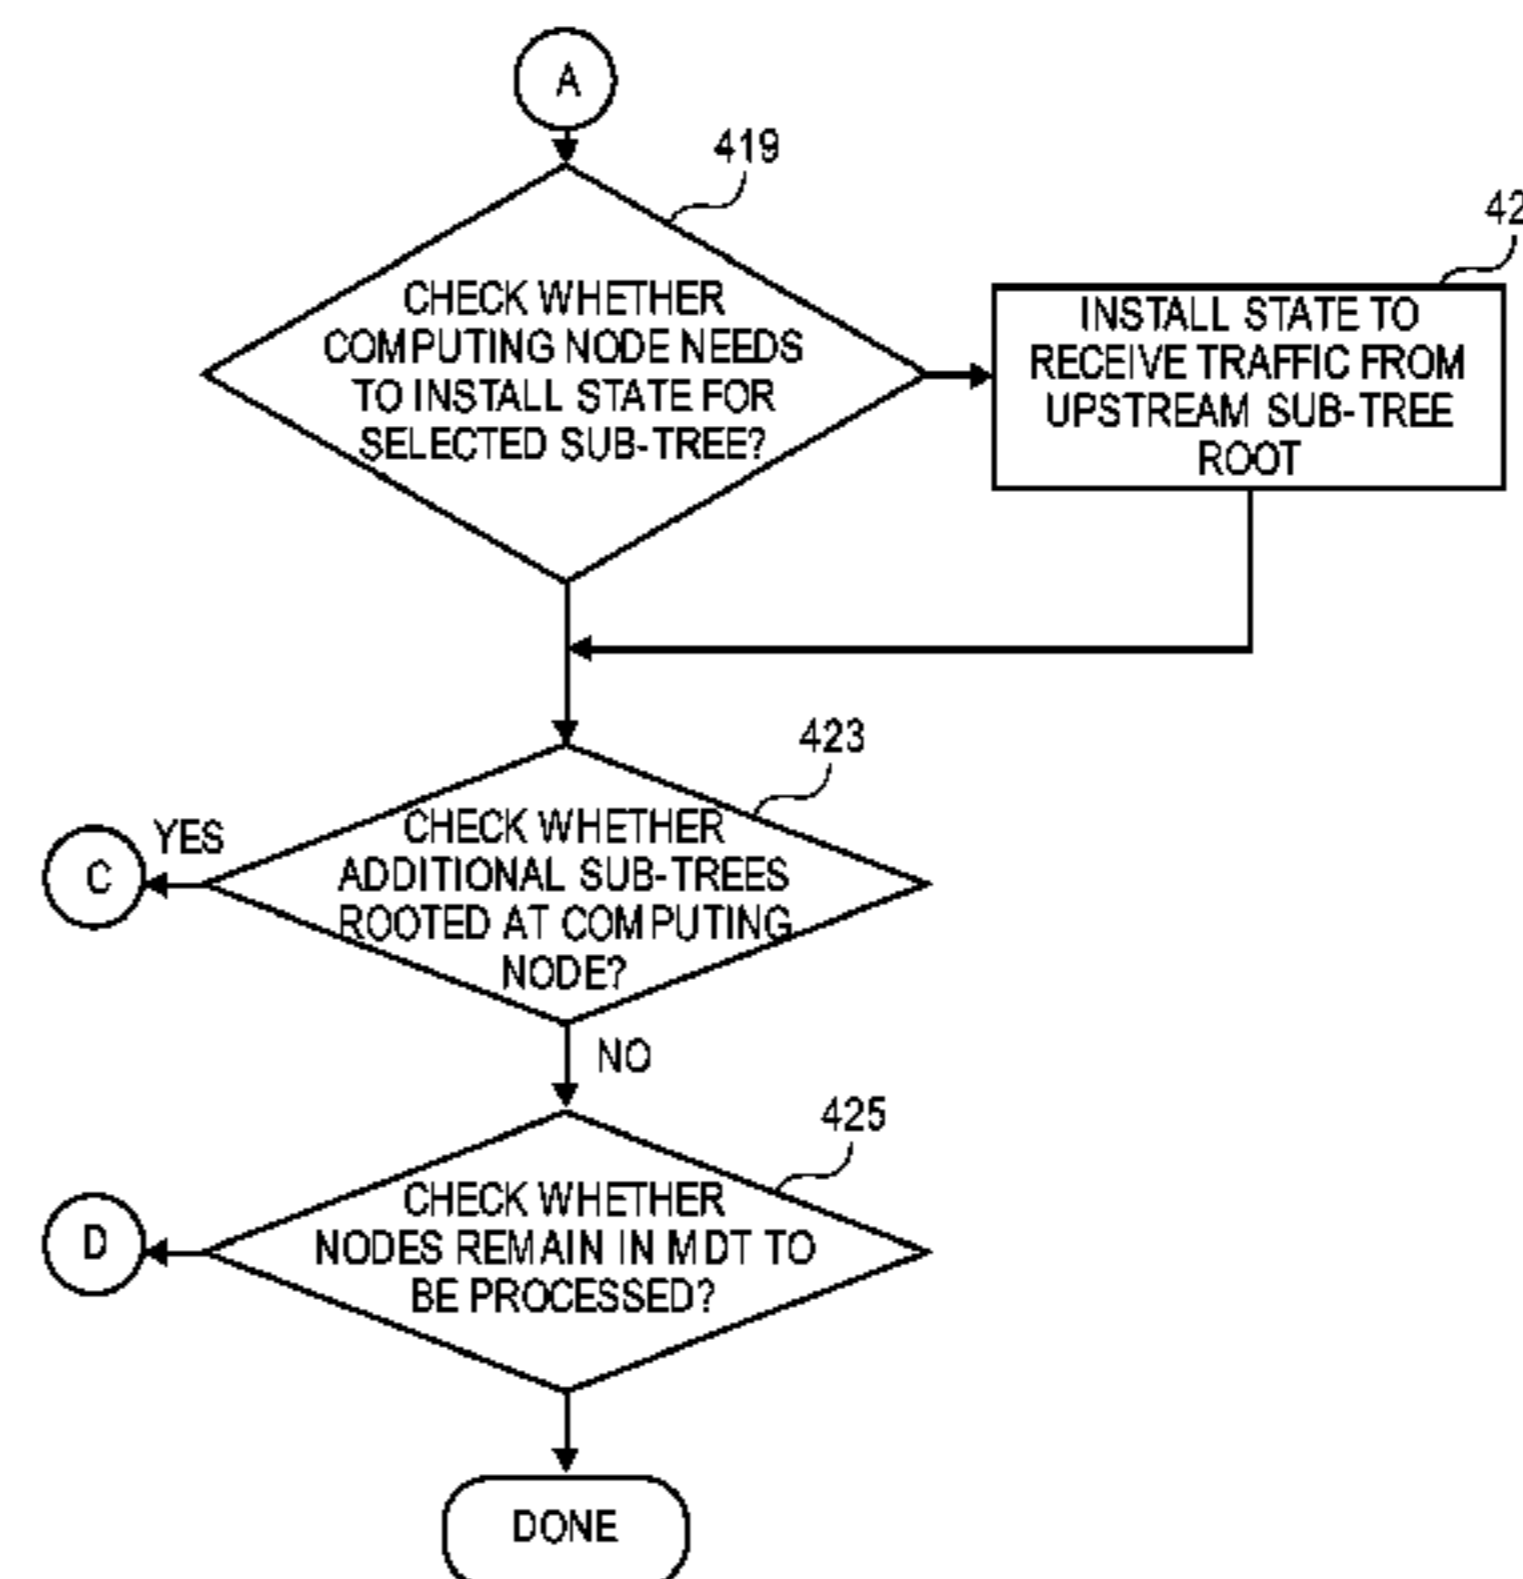 A
419
CHECK WHETHER
COMPUTING NODE NEEDS
TO INSTALL STATE FOR
SELECTED SUB-TREE?
INSTALL STATE TO
RECEIVE TRAFFIC FROM
UPSTREAM SUB-TREE
ROOT
423
CHECK WHETHER
ADDITIONAL SUB-TREES
ROOTED AT COMPUTING
NODE?
YES
C
NO
425
CHECK WHETHER
NODES REMAIN IN MDT TO
BE PROCESSED?
D
DONE